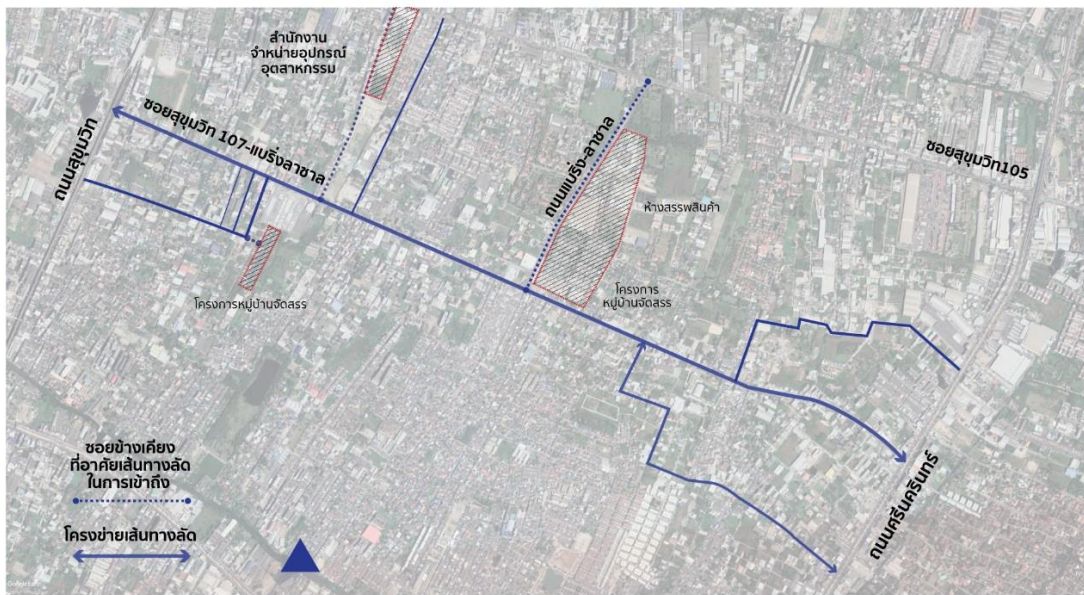 สำนักงาน
จำหน่ายอุปกรณ์
อุตสาหกรรม
ถนนสุขุมวิท
ซอยสุขุมวิท 107-แบริ่งลาซาล
ถนนแบริ่ง-ลาซาล
ซอยสุขุมวิท105
ห้างสรรพสินค้า
โครงการหมู่บ้านจัดสรร
โครงการ
หมู่บ้านจัดสรร
ถนนศรีนครินทร์
ซอยข้างเคียง
ที่อาศัยเส้นทางลัด
ในการเข้าถึง
โครงข่ายเส้นทางลัด